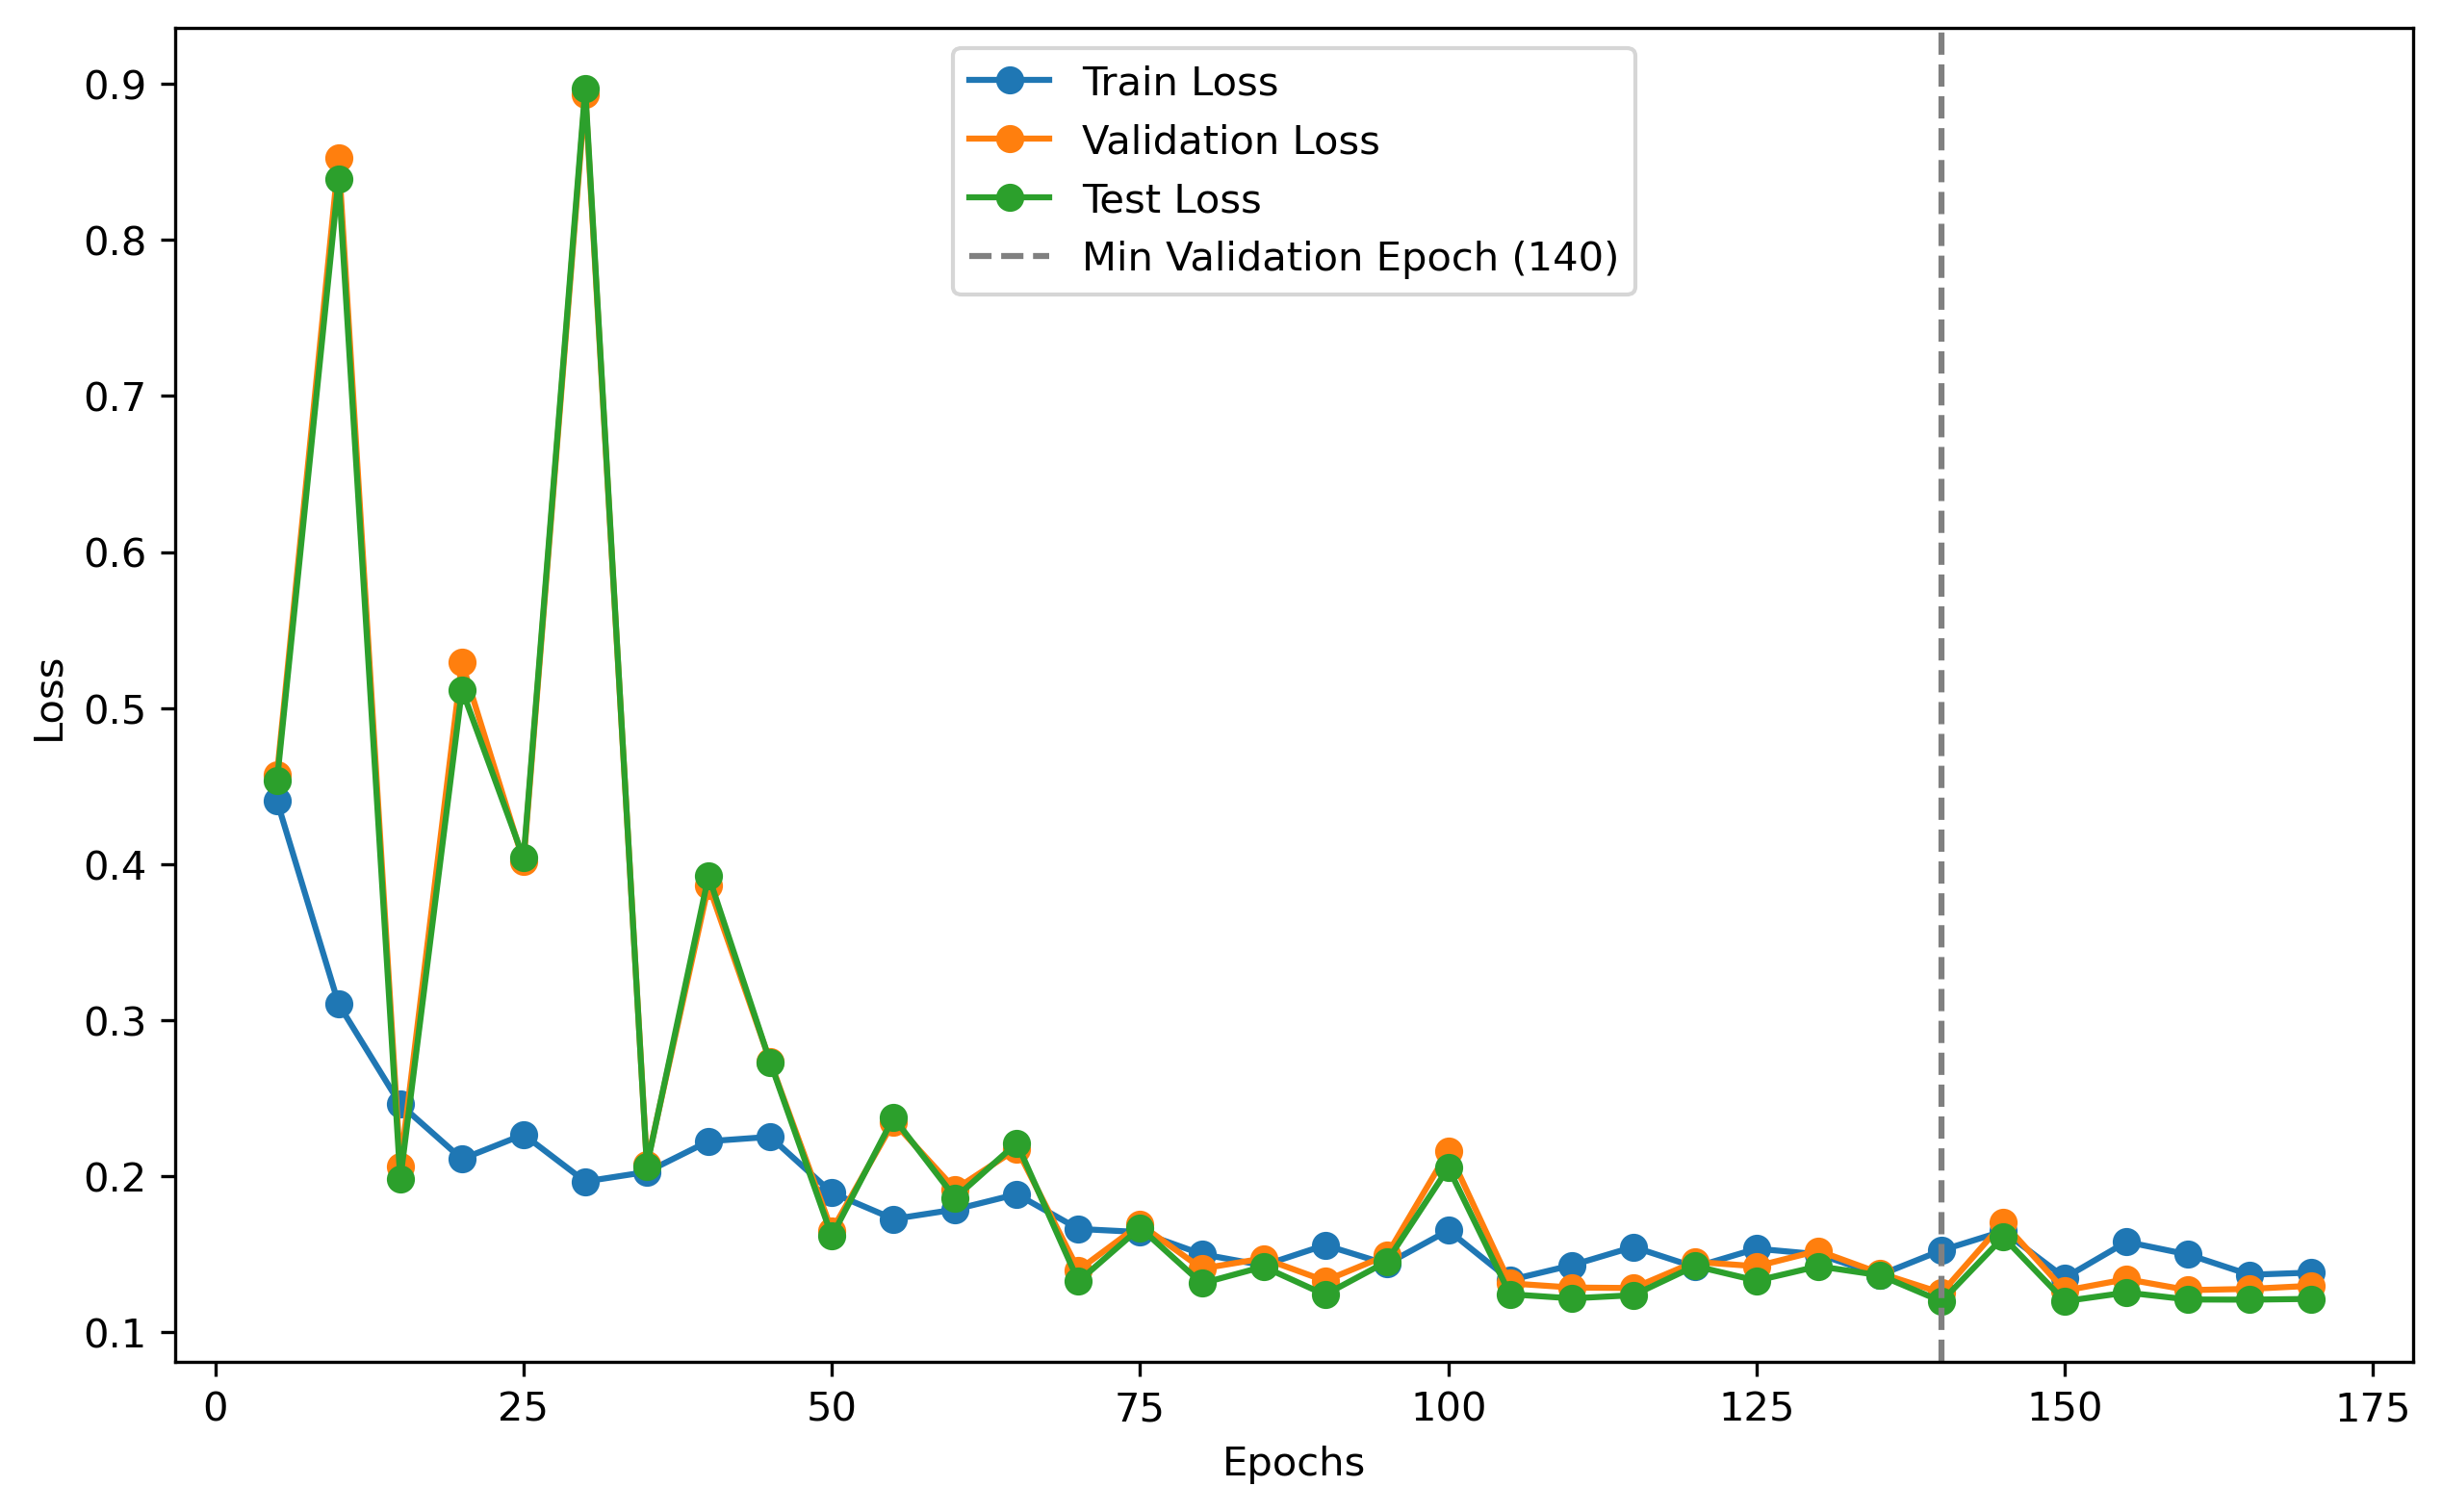 Train Loss
Validation Loss
Test Loss
Min Validation Epoch (140)
0.9
0.8
0.7
0.6
0.5
0.4
0.3
0.2
0.1
Loss
0 25 50 75 100 125 150 175
Epochs